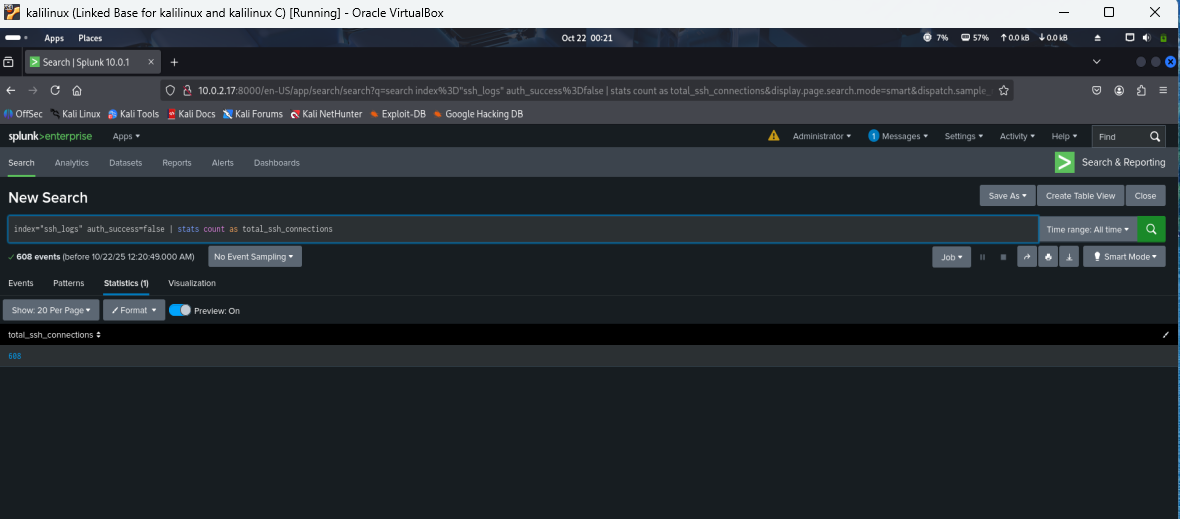 kalilinux (Linked Base for kalilinux and kalilinux C) [Running] - Oracle VirtualBox
Apps Places Oct 22 00:21 7% 57% 0.0 kB 0.0 kB
Search | Splunk 10.0.1
10.0.2.17:8000/en-US/app/search/search?q=search index%3D"ssh_logs" auth_success%3Dfalse | stats count as total_ssh_connections&display.page.search.mode=smart&dispatch.sample_
OffSec Kali Linux Kali Tools Kali Docs Kali Forums Kali NetHunter Exploit-DB Google Hacking DB
splunk>enterprise Apps Administrator 1 Messages Settings Activity Help Find
Search Analytics Datasets Reports Alerts Dashboards Search & Reporting
New Search Save As Create Table View Close
index="ssh_logs" auth_success=false | stats count as total_ssh_connections Time range: All time
608 events (before 10/22/25 12:20:49.000 AM) No Event Sampling Job Smart Mode
Events Patterns Statistics (1) Visualization
Show: 20 Per Page Format Preview: On
total_ssh_connections
608